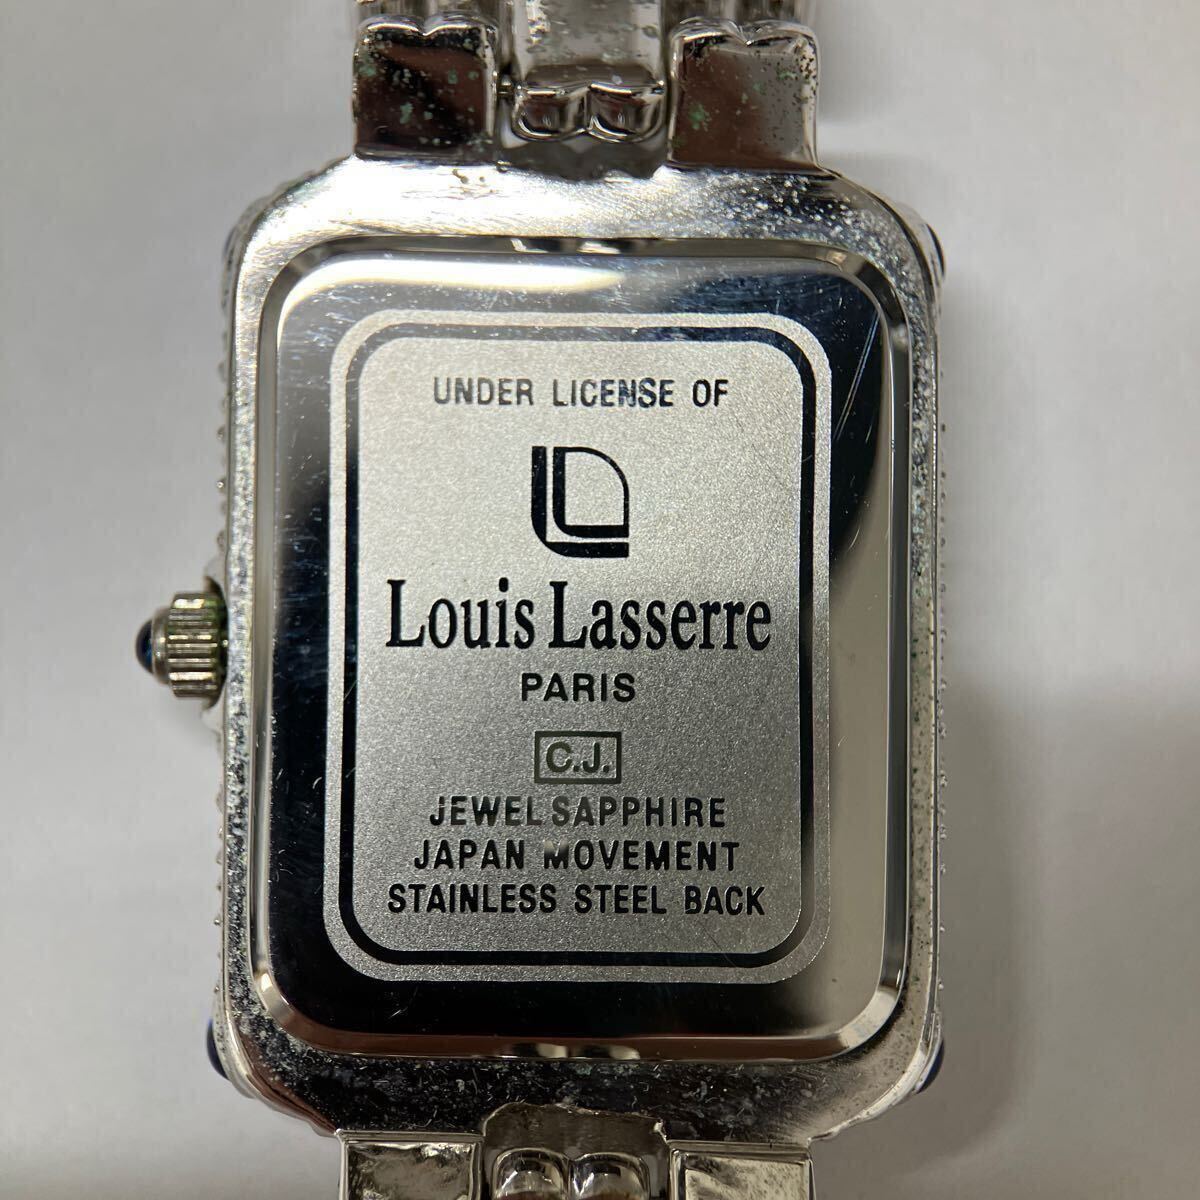 UNDER LICENSE OF
Louis Lasserre
PARIS
C.J.
JEWEL SAPPHIRE
JAPAN MOVEMENT
STAINLESS STEEL BACK